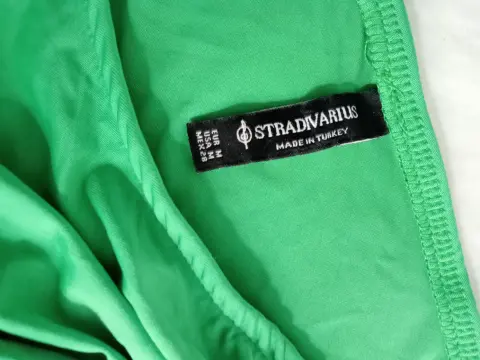 EUR M
USA M
MEX 28
STRADIVARIUS
MADE IN TURKEY